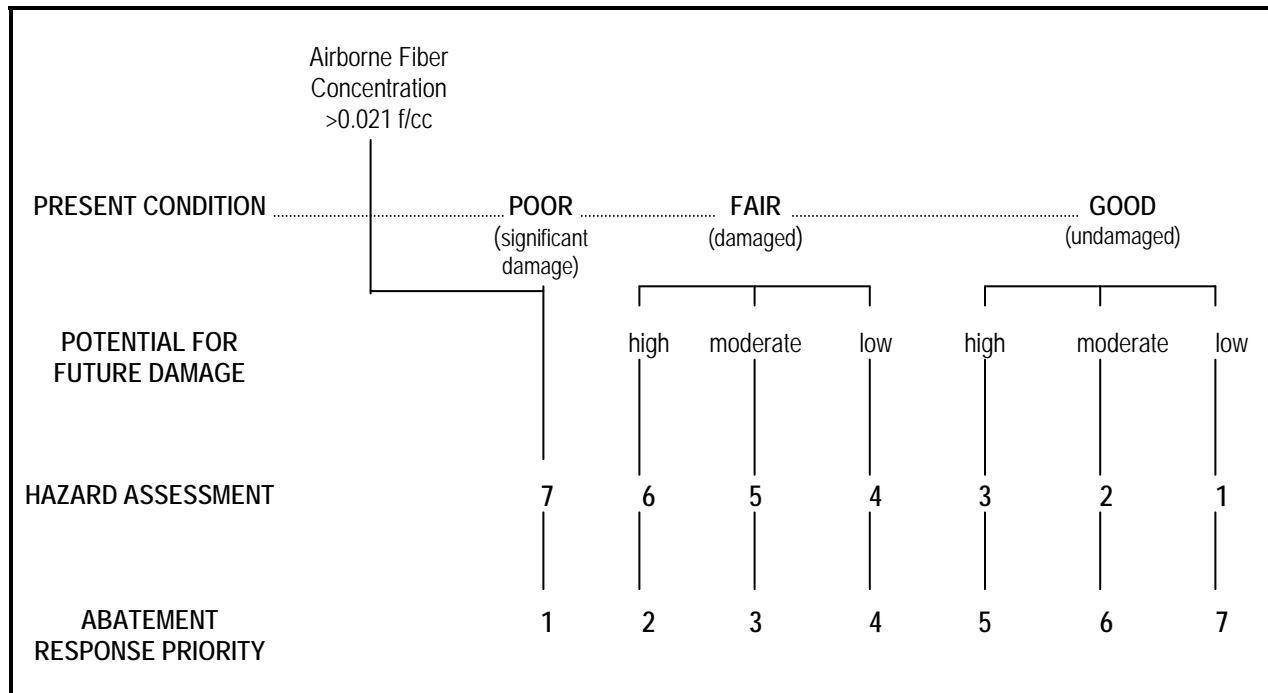 Airborne Fiber
Concentration
>0.021 f/cc
PRESENT CONDITION POOR FAIR GOOD
(significant damage) (damaged) (undamaged)
POTENTIAL FOR
FUTURE DAMAGE
high moderate low high moderate low
HAZARD ASSESSMENT 7 6 5 4 3 2 1
ABATEMENT
RESPONSE PRIORITY
1 2 3 4 5 6 7